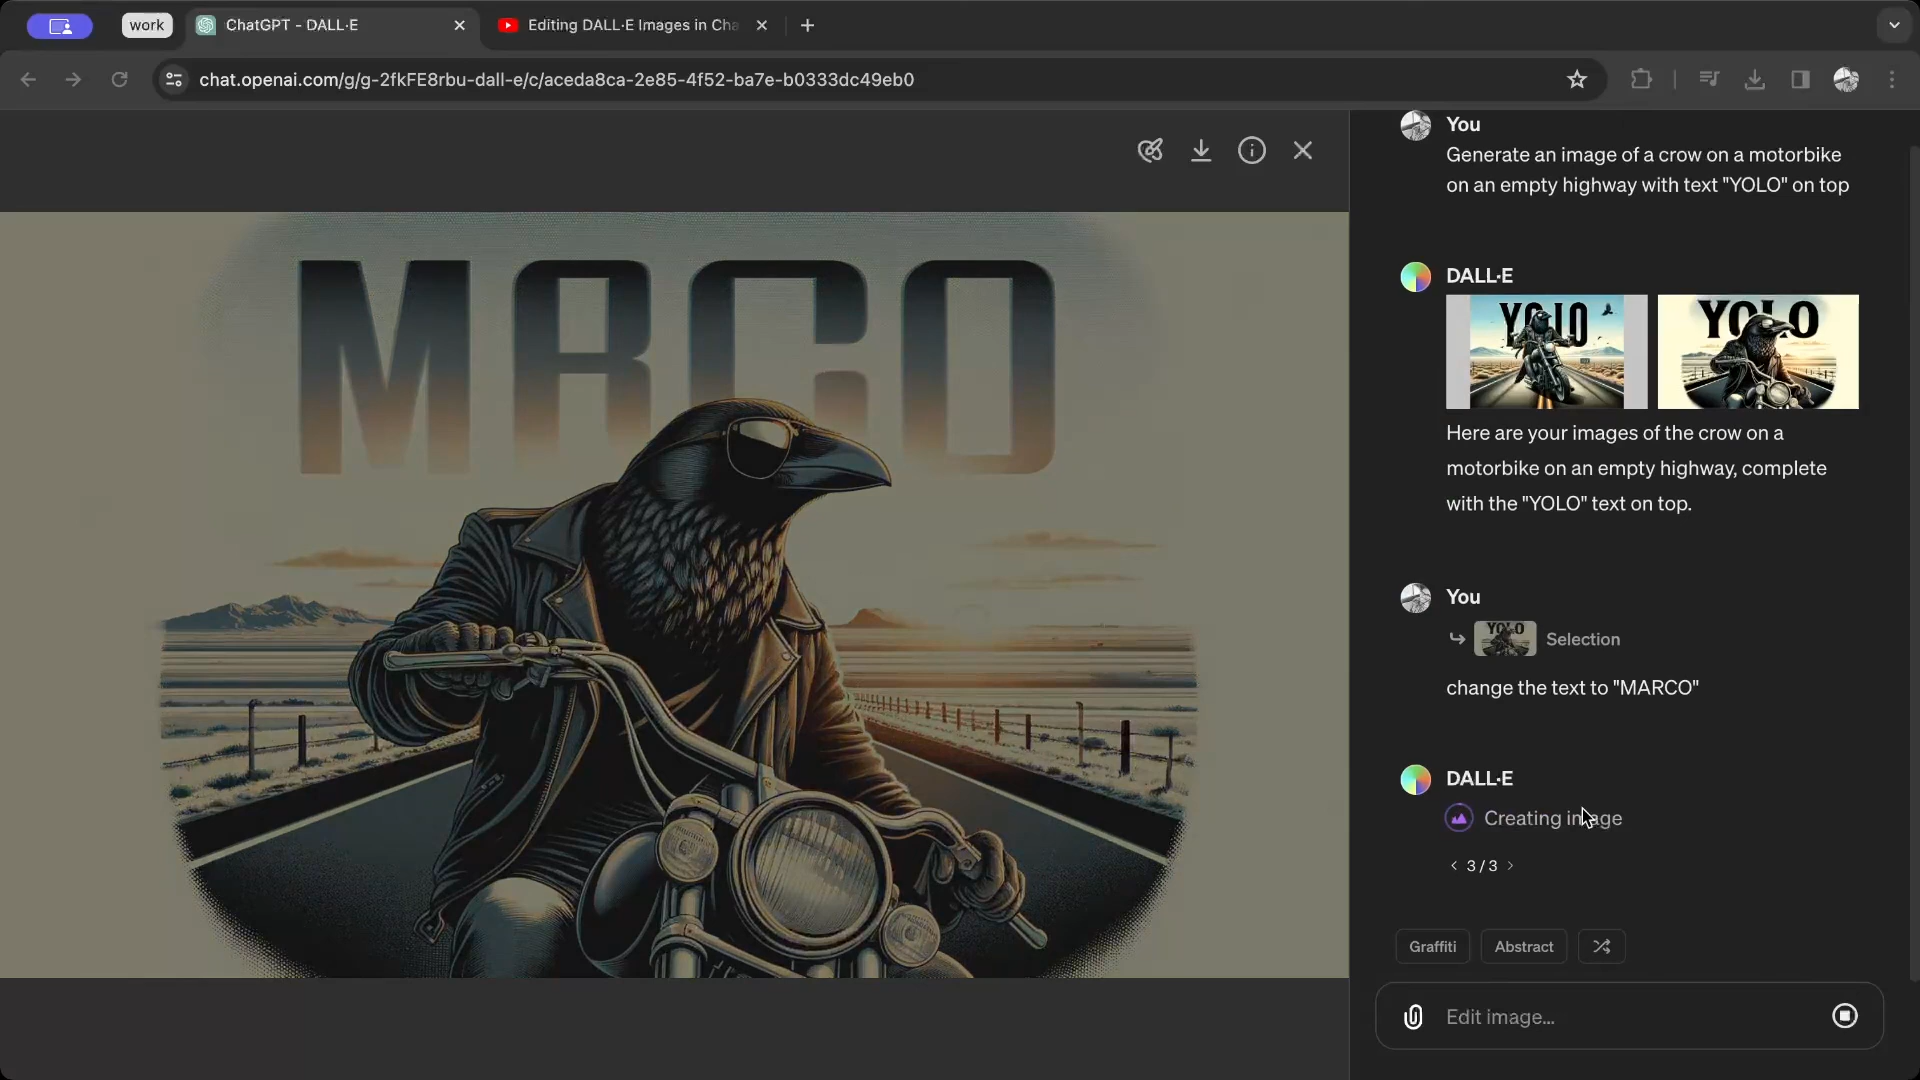 work
ChatGPT - DALL·E
Editing DALL·E Images in Cha
chat.openai.com/g/g-2fkFE8rbu-dall-e/c/aceda8ca-2e85-4f52-ba7e-b0333dc49eb0
MRCO
You
Generate an image of a crow on a motorbike
on an empty highway with text "YOLO" on top
DALL·E
YOLO
YOLO
Here are your images of the crow on a
motorbike on an empty highway, complete
with the "YOLO" text on top.
You
YOLO
Selection
change the text to "MARCO"
DALL·E
Creating image
3 / 3
Graffiti
Abstract
Edit image...